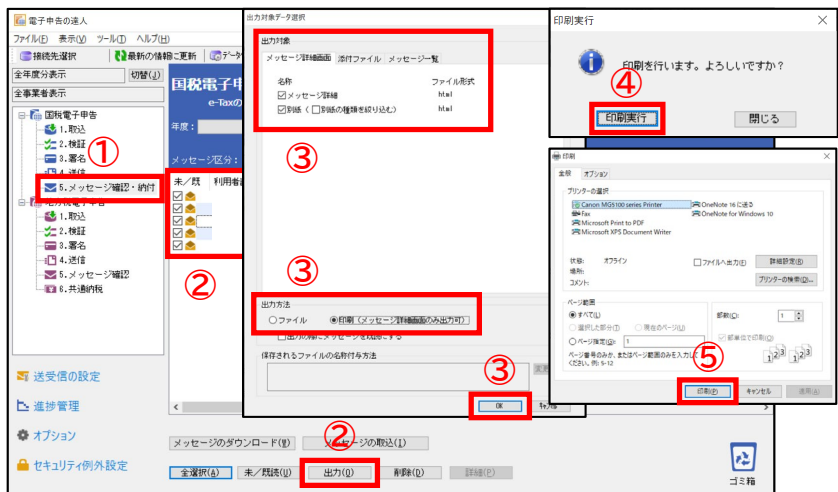 電子申告の達人
ファイル(F) 表示(V) ツール(T) ヘルプ(H)
接続先選択 最新の情報に更新
全年度分表示 切替(J)
全事業者表示
国税電子申告
1.取込
2.検証
3.署名
4.送信
5.メッセージ確認・納付
1.取込
2.検証
3.署名
4.送信
5.メッセージ確認
6.共通納税
送受信の設定
進捗管理
オプション
セキュリティ例外設定
①
国税電子申
e-Taxの
年度:
メッセージ区分:
未/既 利用者
②
メッセージのダウンロード(W) メッセージの取込(I)
②
全選択(A) 未/既読(U) 出力(O) 削除(D) 詳細(P)
ゴミ箱
出力対象データ選択
出力対象
メッセージ詳細画面 添付ファイル メッセージ一覧
名称 ファイル形式
メッセージ詳細 html
別紙 ( 別紙の種類を絞り込む) html
③
③
出力方法
ファイル 印刷(メッセージ詳細画面のみ出力可)
保存されるファイルの名称付与方法
③
OK
印刷実行
印刷を行います。よろしいですか?
④
印刷実行 閉じる
印刷
全般 オプション
プリンターの選択
Canon MG5100 series Printer OneNote 16 に送る
Fax OneNote for Windows 10
Microsoft Print to PDF
Microsoft XPS Document Writer
状態: オフライン ファイルへ出力(F) 詳細設定(R)
場所:
コメント: プリンターの検索(D)...
ページ範囲
すべて(L) 部数(C): 1
選択した部分(T) 現在のページ(U)
ページ指定(G): 1 部単位で印刷(O)
ページ番号のみか、またはページ範囲のみを入力して
ください。例: 5-12
1 1 2 2 3 3
⑤
印刷(P) キャンセル 適用(A)